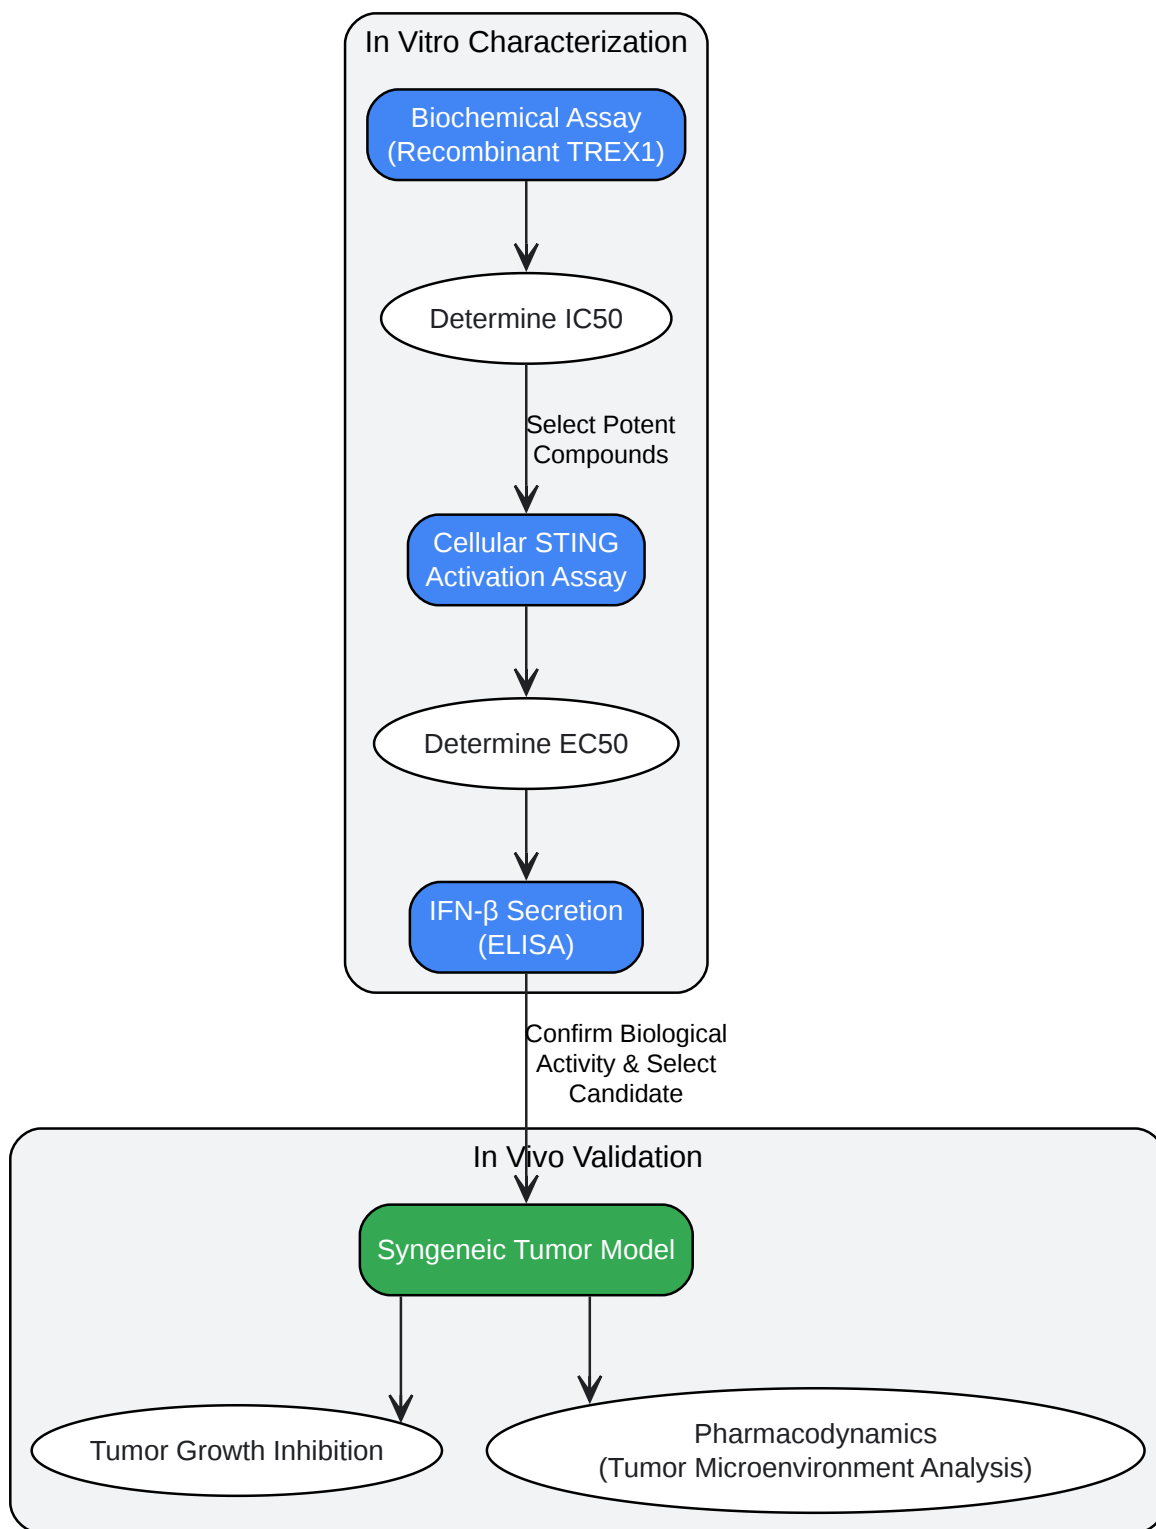 In Vitro Characterization
Biochemical Assay
(Recombinant TREX1)
Determine IC50
Select Potent
Compounds
Cellular STING
Activation Assay
Determine EC50
IFN-β Secretion
(ELISA)
Confirm Biological
Activity & Select
Candidate
In Vivo Validation
Syngeneic Tumor Model
Tumor Growth Inhibition
Pharmacodynamics
(Tumor Microenvironment Analysis)